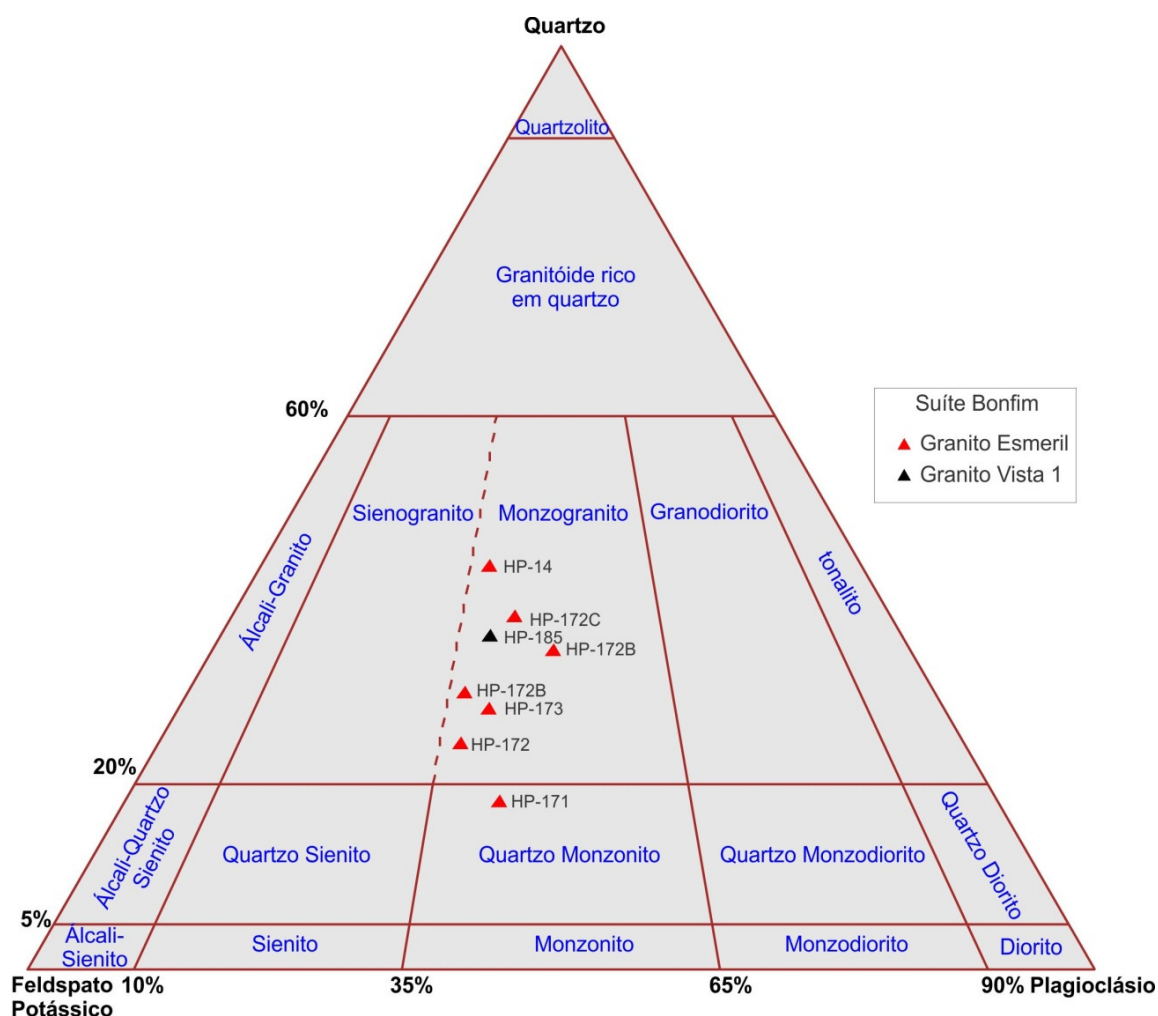 Quartzo
Quartzolito
Granitóide rico
em quartzo
60%
Suíte Bonfim
Granito Esmeril
Granito Vista 1
Sienogranito
Monzogranito
Granodiorito
Álcali-Granito
tonalito
HP-14
HP-172C
HP-185
HP-172B
HP-172B
HP-173
HP-172
20%
HP-171
Álcali-Quartzo
Sienito
Quartzo Sienito
Quartzo Monzonito
Quartzo Monzodiorito
Quartzo Diorito
5%
Álcali-
Sienito
Sienito
Monzonito
Monzodiorito
Diorito
Feldspato
Potássico
10%
35%
65%
90%
Plagioclásio